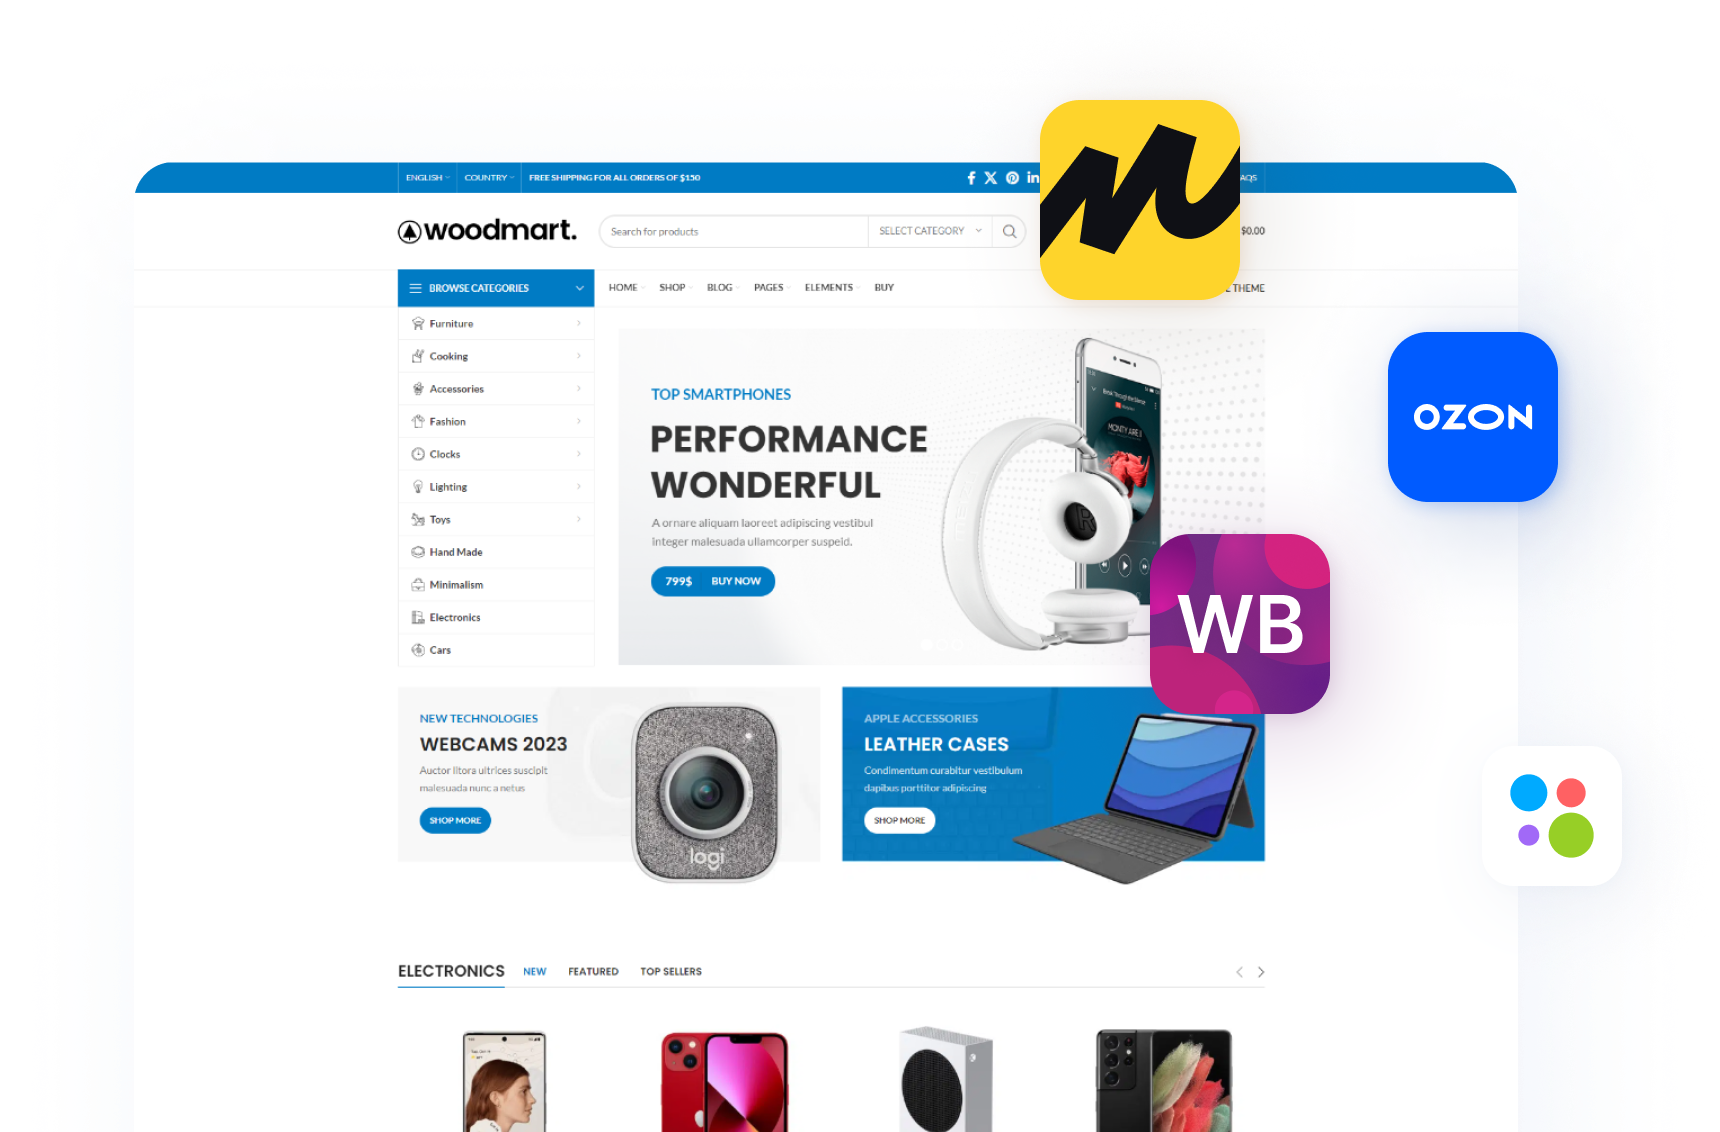 ENGLISH
COUNTRY
FREE SHIPPING FOR ALL ORDERS OF $150
AQS
woodmart.
Search for products
SELECT CATEGORY
$0.00
BROWSE CATEGORIES
HOME
SHOP
BLOG
PAGES
ELEMENTS
BUY
THEME
Furniture
Cooking
Accessories
Fashion
Clocks
Lighting
Toys
Hand Made
Minimalism
Electronics
Cars
TOP SMARTPHONES
PERFORMANCE
WONDERFUL
A ornare aliquam laoreet adipiscing vestibul
integer malesuada ullamcorper suspeid.
799$ BUY NOW
OZON
WB
NEW TECHNOLOGIES
WEBCAMS 2023
Auctor litora ultrices suscipit
malesuada nunc a netus
SHOP MORE
logi
APPLE ACCESSORIES
LEATHER CASES
Condimentum curabitur vestibulum
dapibus porttitor adipiscing
SHOP MORE
ELECTRONICS
NEW
FEATURED
TOP SELLERS